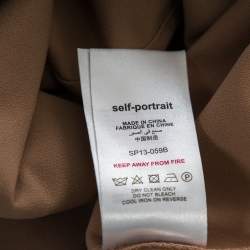 self-portrait
MADE IN CHINA
FABRIQUE EN CHINE
صنع في الصين
中国制造
SP13-059B
KEEP AWAY FROM FIRE
DRY CLEAN ONLY
DO NOT BLEACH
COOL IRON ON REVERSE